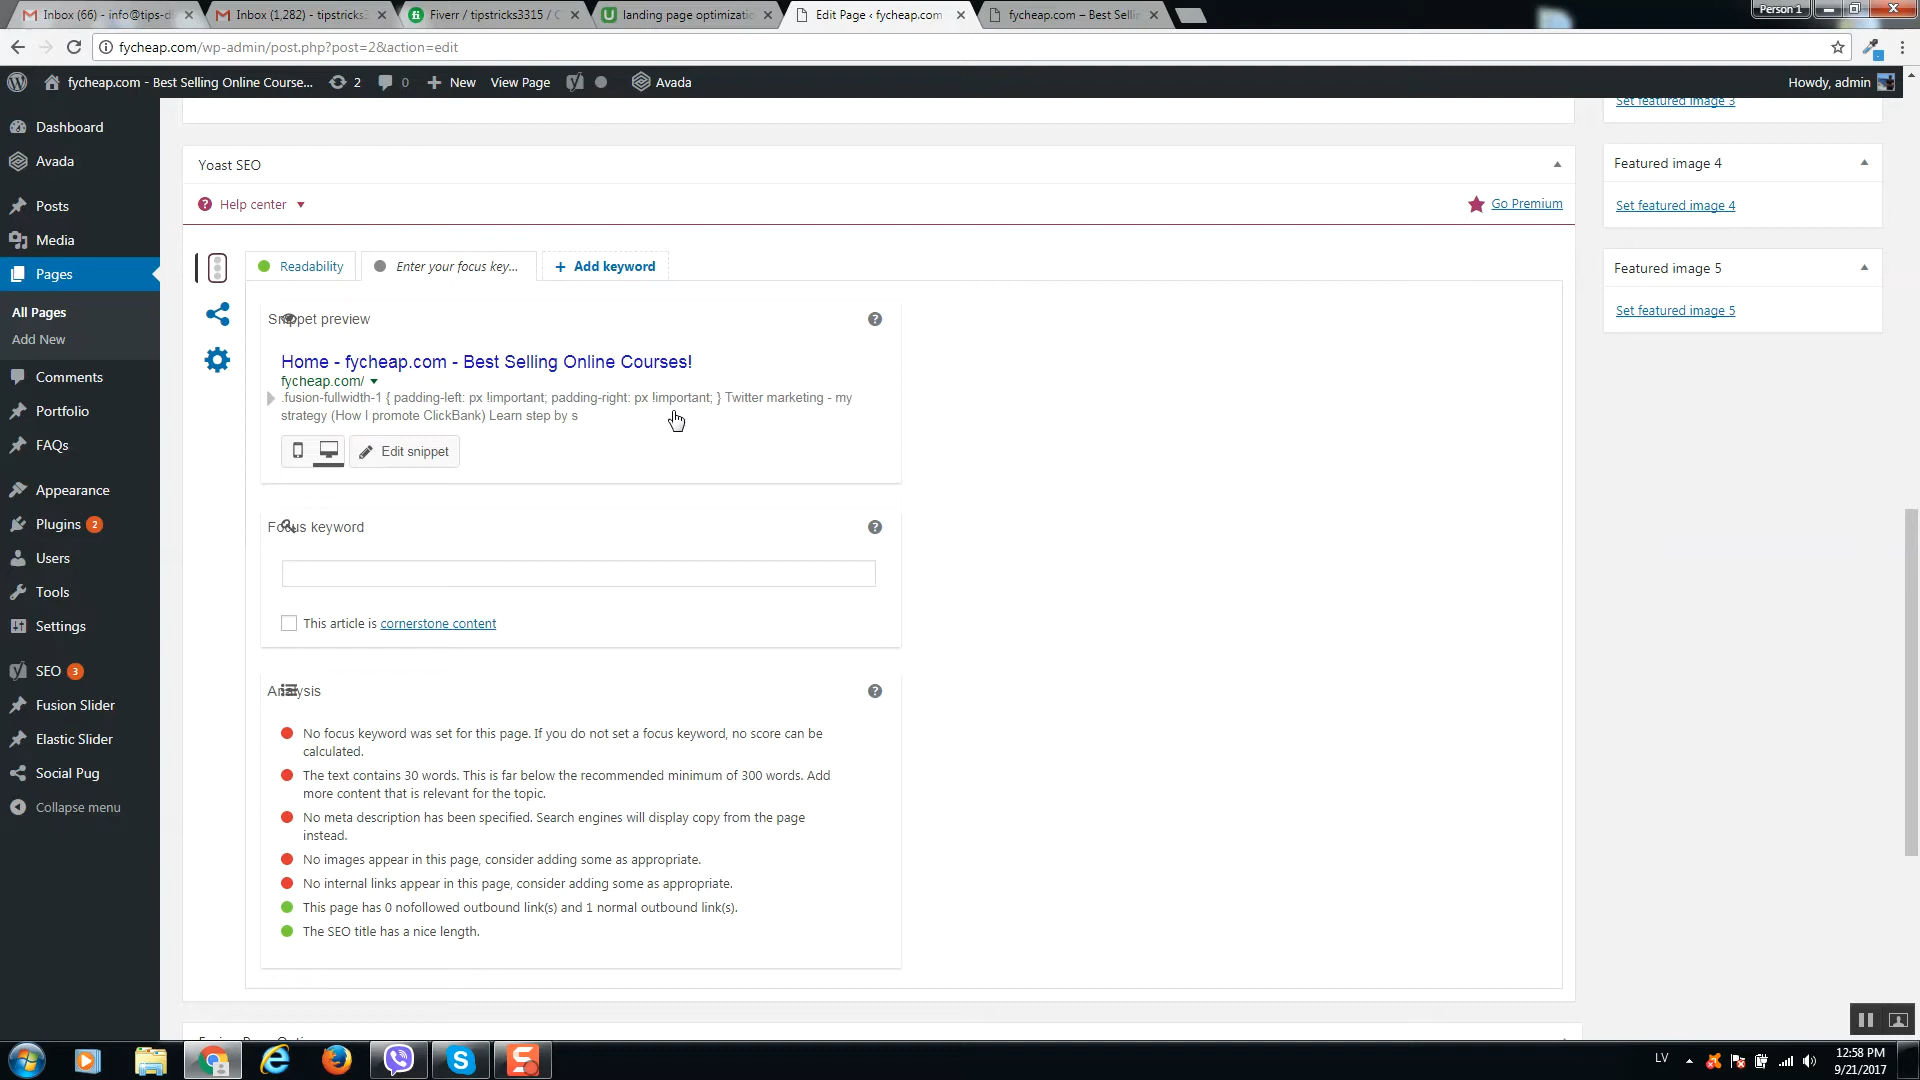 Inbox (66) - info@tips-di
Inbox (1,282) - tipstricks
Fiverr / tipstricks3315 / C
landing page optimizatio
Edit Page ‹ fycheap.com
fycheap.com – Best Selli
Person 1
fycheap.com/wp-admin/post.php?post=2&action=edit
fycheap.com - Best Selling Online Course...
2
0
New
View Page
Avada
Howdy, admin
Dashboard
Avada
Posts
Media
Pages
All Pages
Add New
Comments
Portfolio
FAQs
Appearance
Plugins 2
Users
Tools
Settings
SEO 3
Fusion Slider
Elastic Slider
Social Pug
Collapse menu
Yoast SEO
Help center
Go Premium
Readability
Enter your focus key...
Add keyword
Snippet preview
Home - fycheap.com - Best Selling Online Courses!
fycheap.com/
.fusion-fullwidth-1 { padding-left: px !important; padding-right: px !important; } Twitter marketing - my
strategy (How I promote ClickBank) Learn step by s
Edit snippet
Focus keyword
This article is cornerstone content
Analysis
No focus keyword was set for this page. If you do not set a focus keyword, no score can be
calculated.
The text contains 30 words. This is far below the recommended minimum of 300 words. Add
more content that is relevant for the topic.
No meta description has been specified. Search engines will display copy from the page
instead.
No images appear in this page, consider adding some as appropriate.
No internal links appear in this page, consider adding some as appropriate.
This page has 0 nofollowed outbound link(s) and 1 normal outbound link(s).
The SEO title has a nice length.
Set featured image 3
Featured image 4
Set featured image 4
Featured image 5
Set featured image 5
LV
12:58 PM
9/21/2017